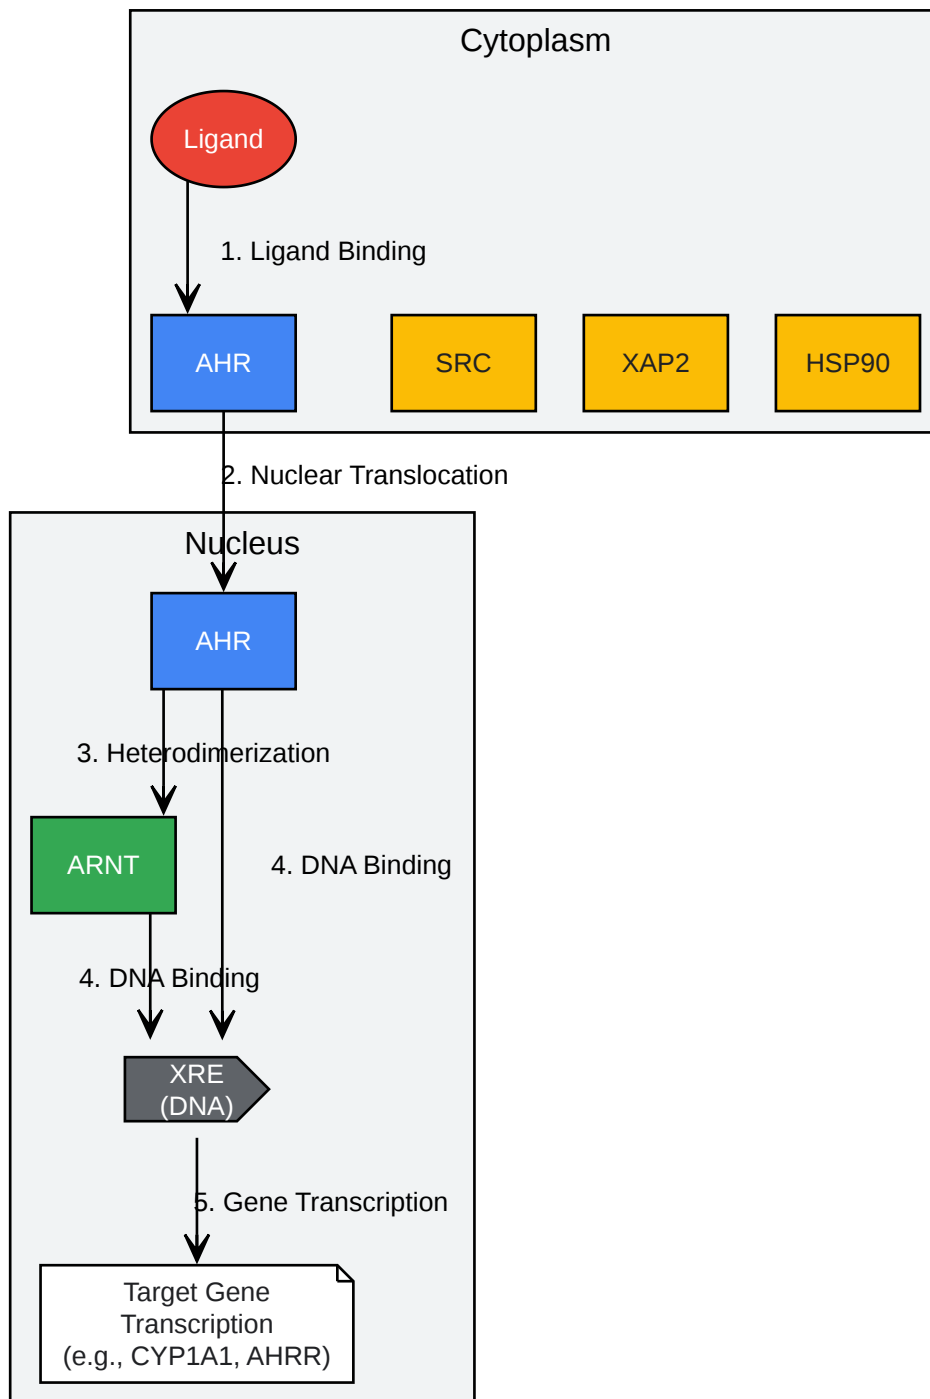 Cytoplasm
Ligand
1. Ligand Binding
AHR
SRC
XAP2
HSP90
2. Nuclear Translocation
Nucleus
AHR
3. Heterodimerization
ARNT
4. DNA Binding
4. DNA Binding
XRE
(DNA)
5. Gene Transcription
Target Gene
Transcription
(e.g., CYP1A1, AHRR)